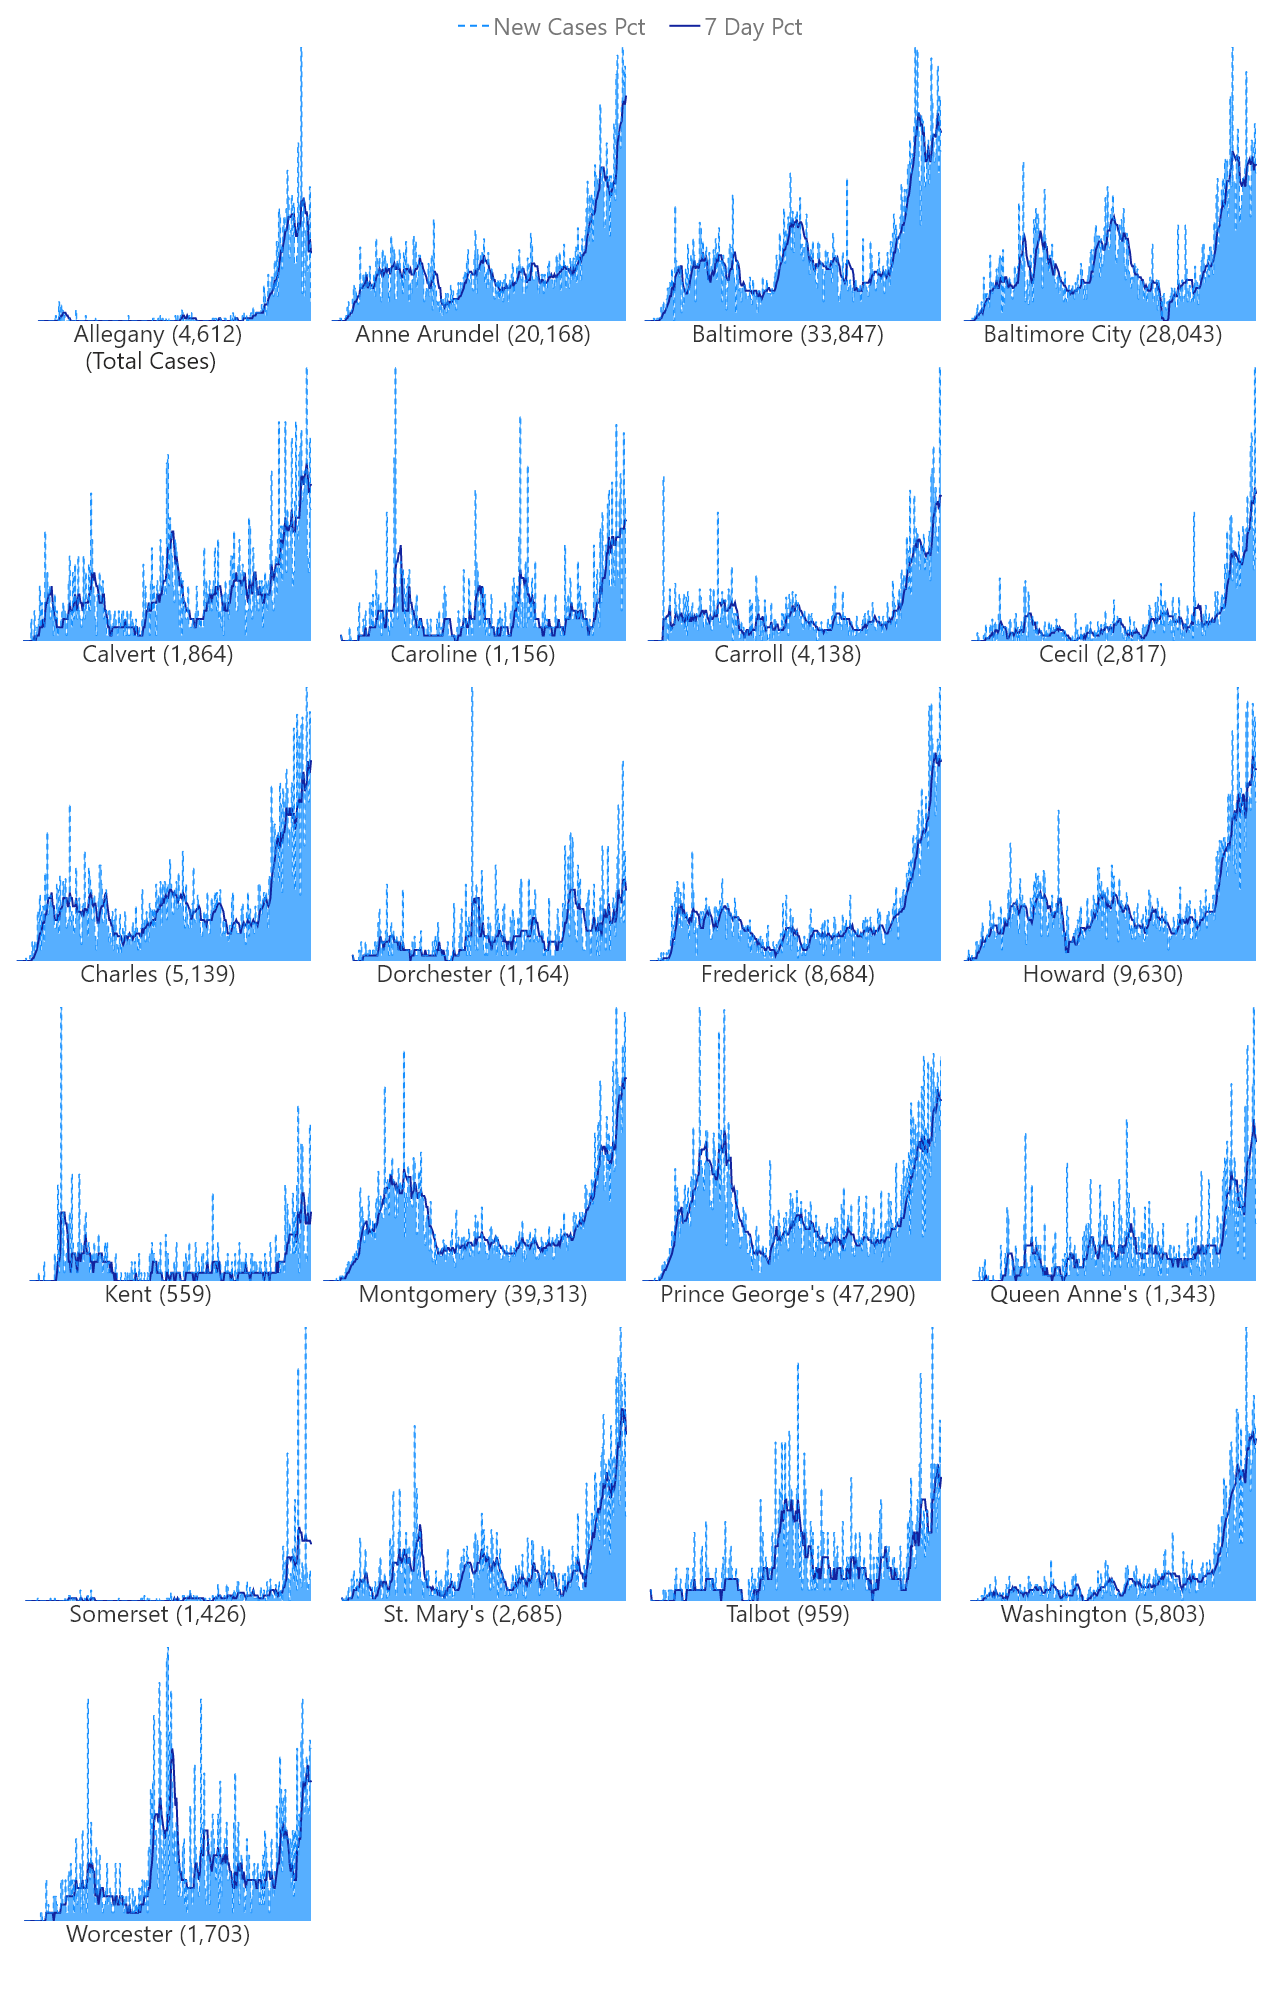 New Cases Pct 7 Day Pct
Allegany (4,612)
(Total Cases)
Anne Arundel (20,168)
Baltimore (33,847)
Baltimore City (28,043)
Calvert (1,864)
Caroline (1,156)
Carroll (4,138)
Cecil (2,817)
Charles (5,139)
Dorchester (1,164)
Frederick (8,684)
Howard (9,630)
Kent (559)
Montgomery (39,313)
Prince George's (47,290)
Queen Anne's (1,343)
Somerset (1,426)
St. Mary's (2,685)
Talbot (959)
Washington (5,803)
Worcester (1,703)